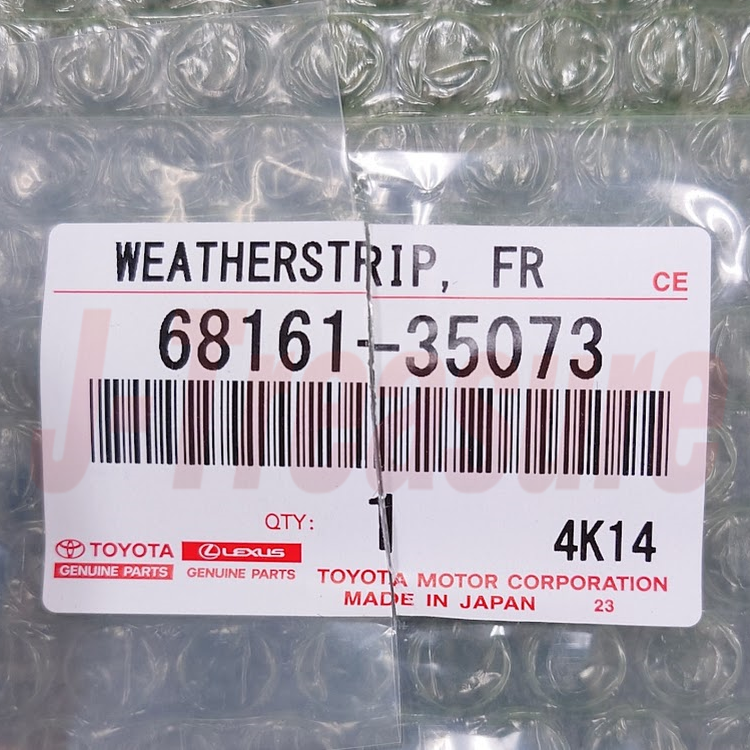 WEATHERSTRIP, FR
CE
68161-35073
J-Treasure
QTY: 1
4K14
TOYOTA
LEXUS
GENUINE PARTS
GENUINE PARTS
TOYOTA MOTOR CORPORATION
MADE IN JAPAN 23